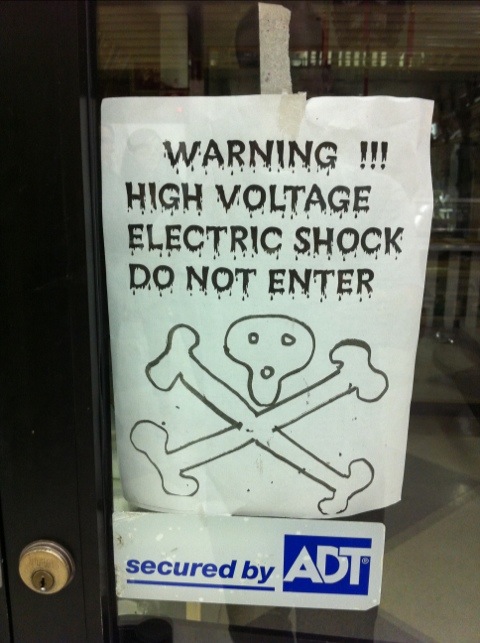 WARNING !!!
HIGH VOLTAGE
ELECTRIC SHOCK
DO NOT ENTER
secured by ADT®